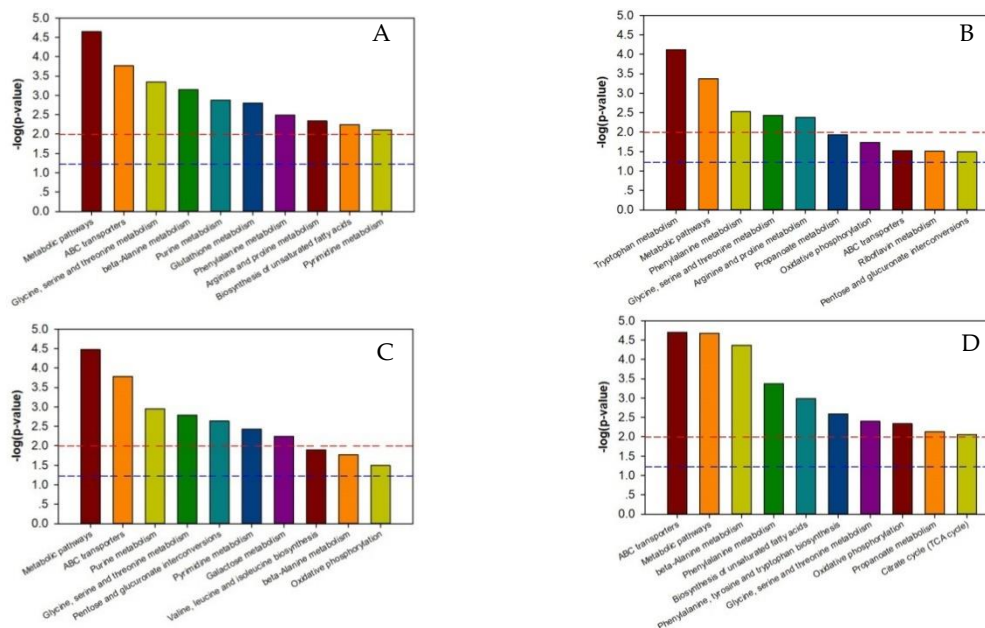 A
-log(p-value)
5.0
4.5
4.0
3.5
3.0
2.5
2.0
1.5
1.0
.5
0.0
Metabolic pathways
ABC transporters
Glycine, serine and threonine metabolism
beta-Alanine metabolism
Purine metabolism
Glutathione metabolism
Phenylalanine metabolism
Arginine and proline metabolism
Biosynthesis of unsaturated fatty acids
Pyrimidine metabolism
B
-log(p-value)
5.0
4.5
4.0
3.5
3.0
2.5
2.0
1.5
1.0
.5
0.0
Tryptophan metabolism
Metabolic pathways
Phenylalanine metabolism
Glycine, serine and threonine metabolism
Arginine and proline metabolism
Propanoate metabolism
Oxidative phosphorylation
ABC transporters
Riboflavin metabolism
Pentose and glucuronate interconversions
C
-log(p-value)
5.0
4.5
4.0
3.5
3.0
2.5
2.0
1.5
1.0
.5
0.0
Metabolic pathways
ABC transporters
Purine metabolism
Glycine, serine and threonine metabolism
Pentose and glucuronate interconversions
Pyrimidine metabolism
Galactose metabolism
Valine, leucine and isoleucine biosynthesis
beta-Alanine metabolism
Oxidative phosphorylation
D
-log(p-value)
5.0
4.5
4.0
3.5
3.0
2.5
2.0
1.5
1.0
.5
0.0
ABC transporters
Metabolic pathways
beta-Alanine metabolism
Phenylalanine metabolism
Biosynthesis of unsaturated fatty acids
Phenylalanine, tyrosine and tryptophan biosynthesis
Glycine, serine and threonine metabolism
Oxidative phosphorylation
Propanoate metabolism
Citrate cycle (TCA cycle)